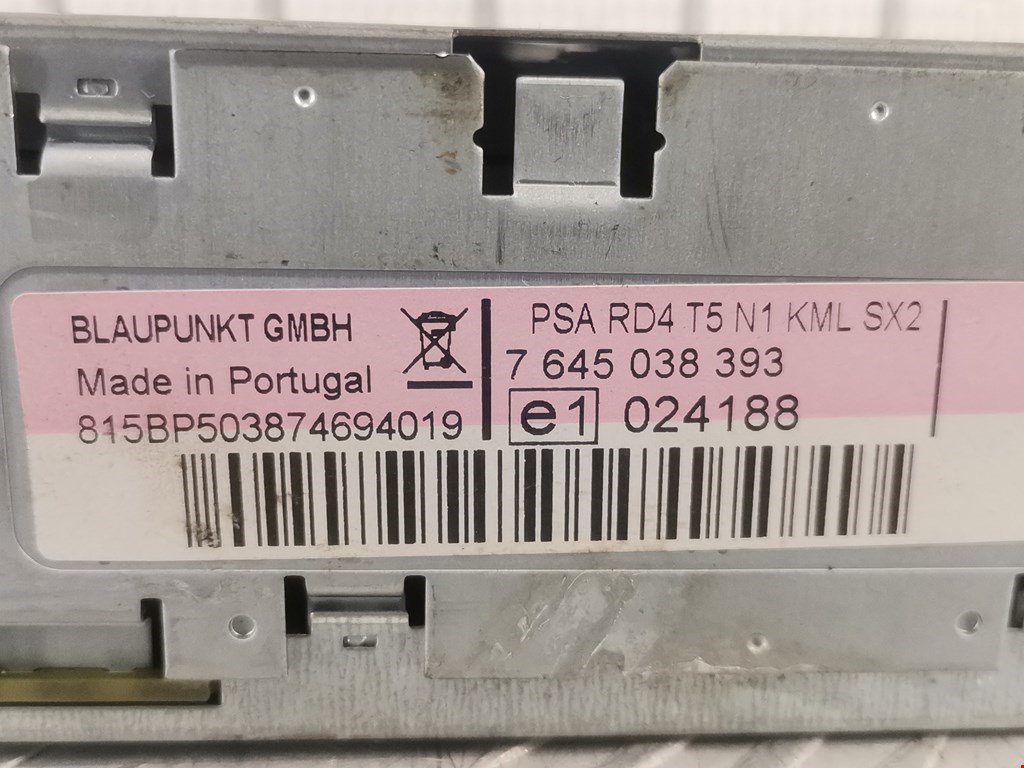 BLAUPUNKT GMBH
Made in Portugal
815BP503874694019
PSA RD4 T5 N1 KML SX2
7 645 038 393
e1 024188